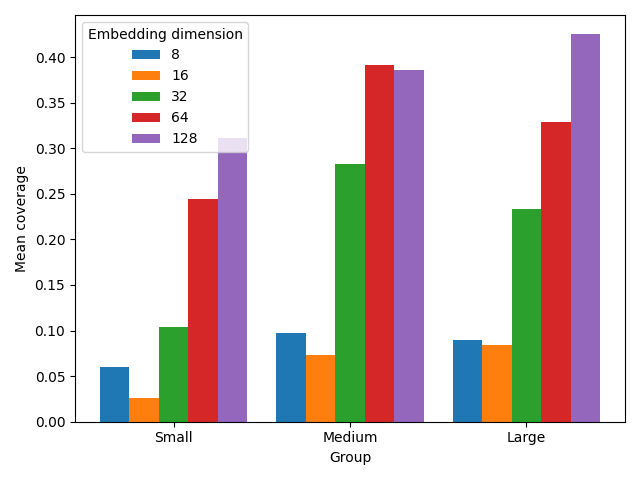 Embedding dimension
8
16
32
64
128
0.40
0.35
0.30
0.25
0.20
0.15
0.10
0.05
0.00
Mean coverage
Small
Medium
Large
Group